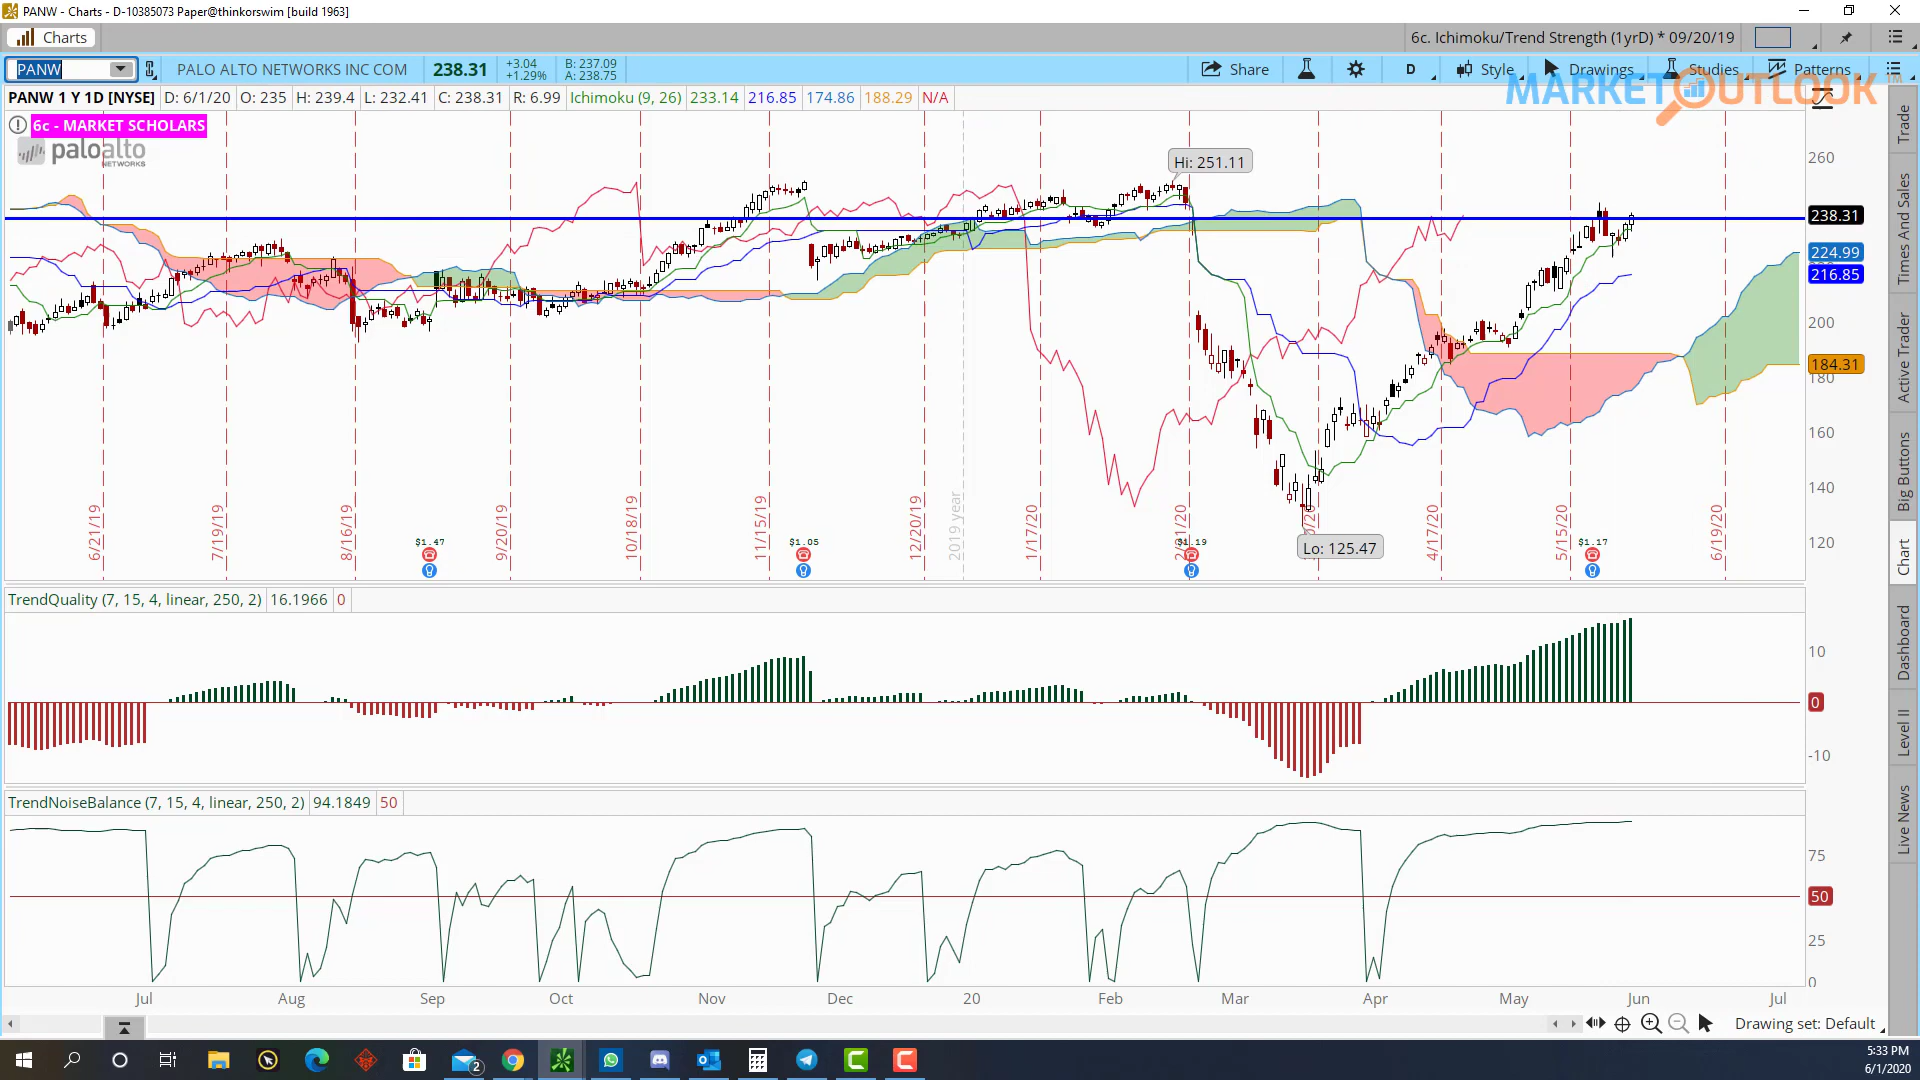 PANW - Charts - D-10385073 Paper@thinkorswim [build 1963]
Charts
6c. Ichimoku/Trend Strength (1yrD) * 09/20/19
PANW
PALO ALTO NETWORKS INC COM
238.31
+3.04
+1.29%
B: 237.09
A: 238.75
Share
D
Style
Drawings
Studies
Patterns
MARKET OUTLOOK
PANW 1 Y 1D [NYSE] D: 6/1/20 O: 235 H: 239.4 L: 232.41 C: 238.31 R: 6.99 Ichimoku (9, 26) 233.14 216.85 174.86 188.29 N/A
6c - MARKET SCHOLARS
paloalto
NETWORKS
Hi: 251.11
Lo: 125.47
260
238.31
224.99
216.85
200
184.31
180
160
140
120
6/21/19
7/19/19
8/16/19
9/20/19
10/18/19
11/15/19
12/20/19
2019 year
1/17/20
2/21/20
4/17/20
5/15/20
6/19/20
$1.47
$1.05
$1.19
$1.17
TrendQuality (7, 15, 4, linear, 250, 2) 16.1966 0
10
0
-10
TrendNoiseBalance (7, 15, 4, linear, 250, 2) 94.1849 50
75
50
25
0
Jul
Aug
Sep
Oct
Nov
Dec
20
Feb
Mar
Apr
May
Jun
Jul
Drawing set: Default
Trade
Times And Sales
Active Trader
Big Buttons
Chart
Dashboard
Level II
Live News
2
5:33 PM
6/1/2020